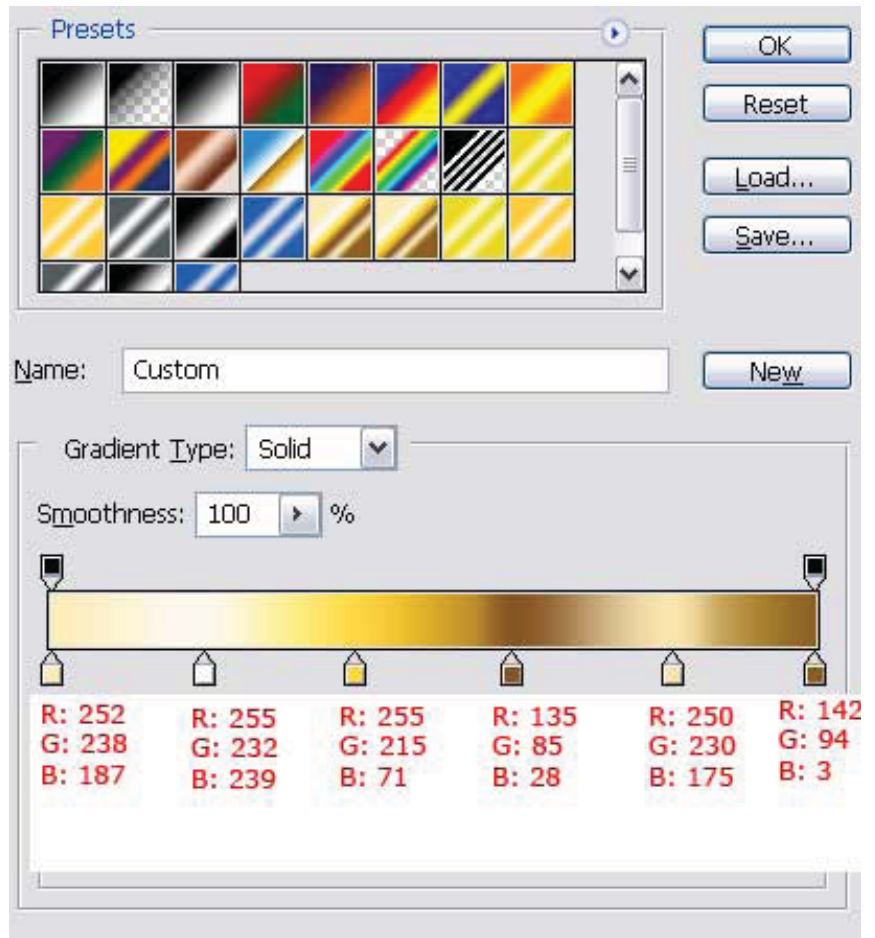 Presets
OK
Reset
Load...
Save...
Name: Custom
New
Gradient Type: Solid
Smoothness: 100 %
R: 252 R: 255 R: 255 R: 135 R: 250 R: 142
G: 238 G: 232 G: 215 G: 85 G: 230 G: 94
B: 187 B: 239 B: 71 B: 28 B: 175 B: 3